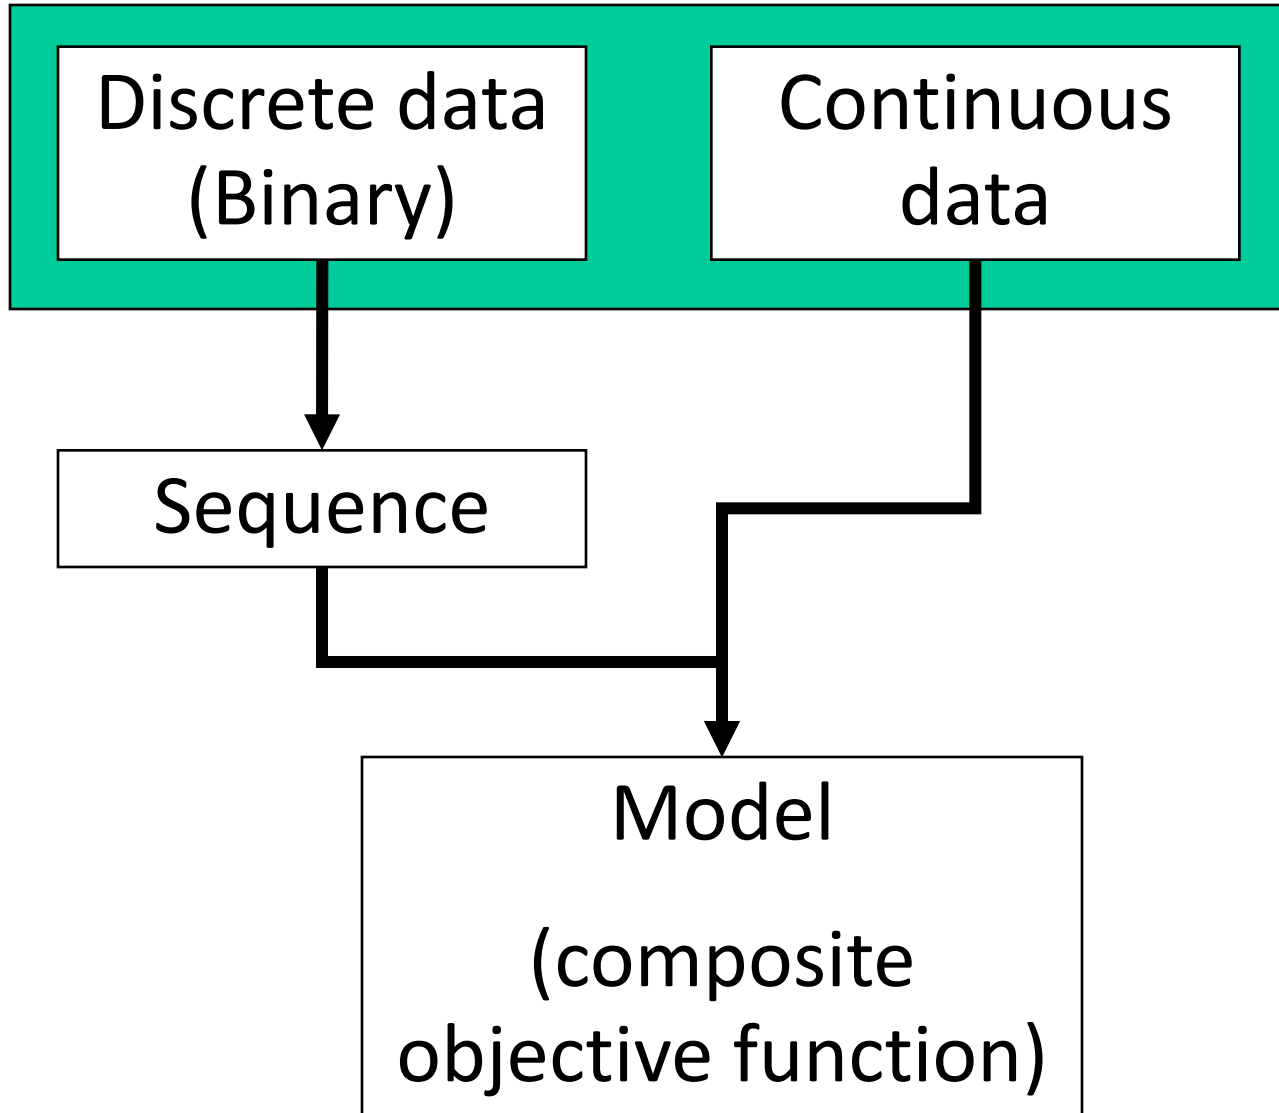 Discrete data
(Binary)
Continuous
data
Sequence
Model
(composite
objective function)